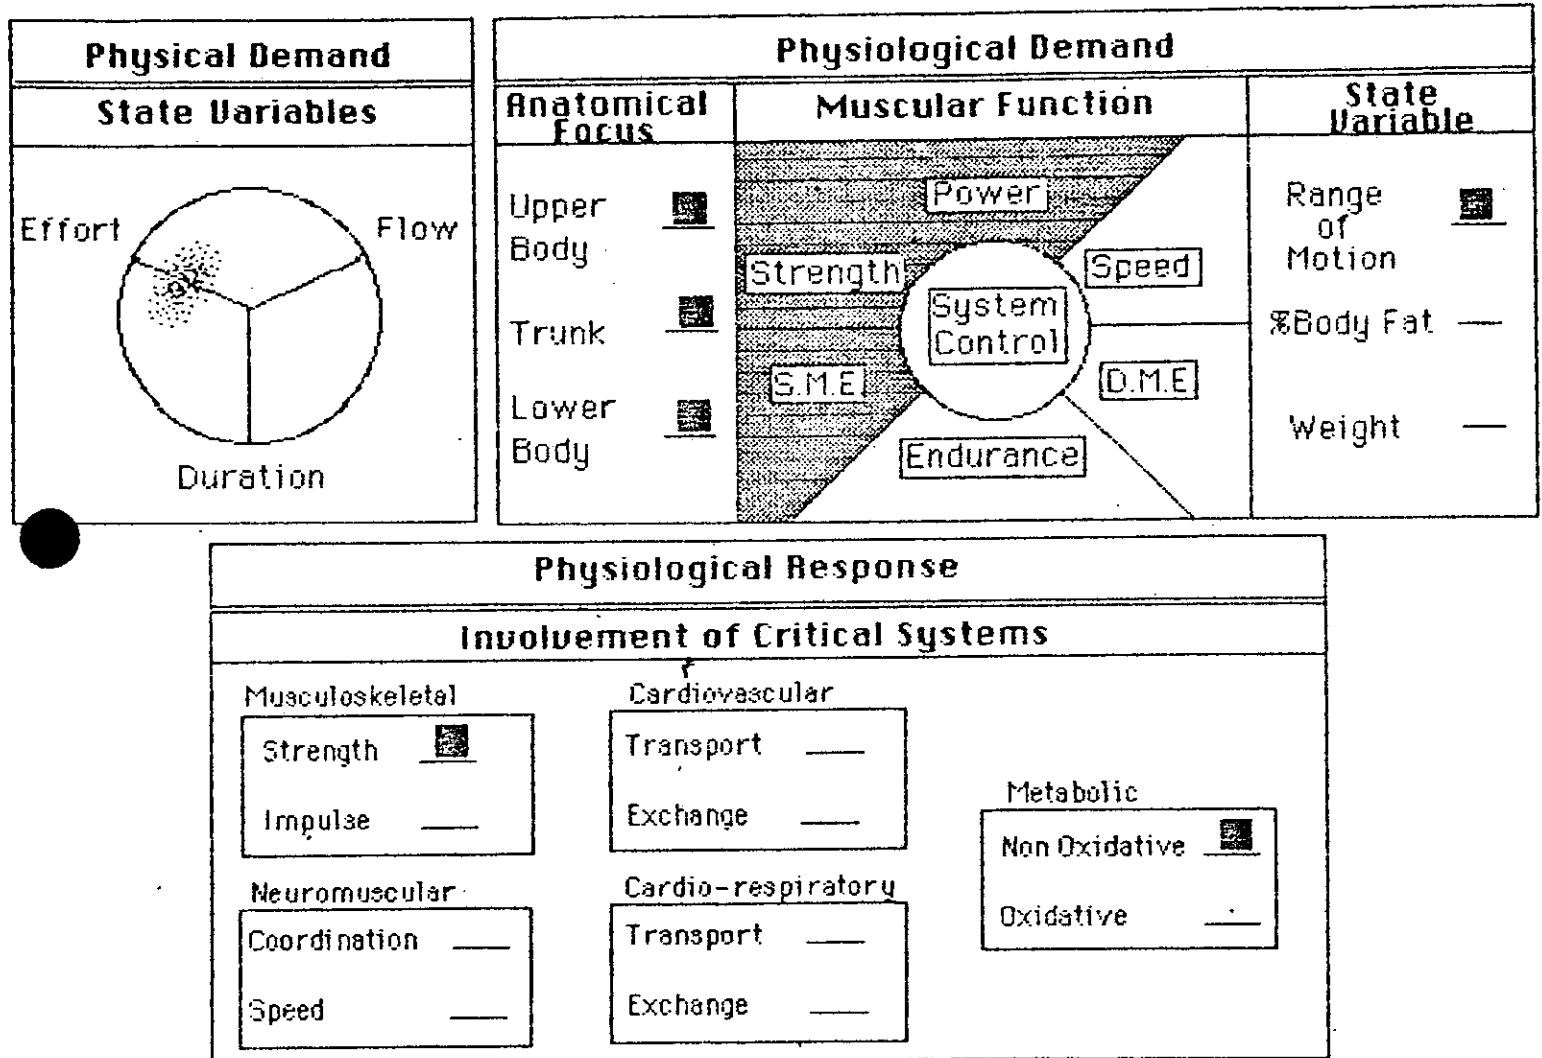 Physical Demand
State Variables
Effort
Flow
Duration
Physiological Demand
Anatomical
Focus
Upper
Body
Trunk
Lower
Body
Muscular Function
Power
Strength
Speed
System
Control
S.M.E
D.M.E
Endurance
State
Variable
Range
of
Motion
%Body Fat
Weight
Physiological Response
Involvement of Critical Systems
Musculoskeletal
Strength
Impulse
Neuromuscular
Coordination
Speed
Cardiovascular
Transport
Exchange
Cardio-respiratory
Transport
Exchange
Metabolic
Non Oxidative
Oxidative